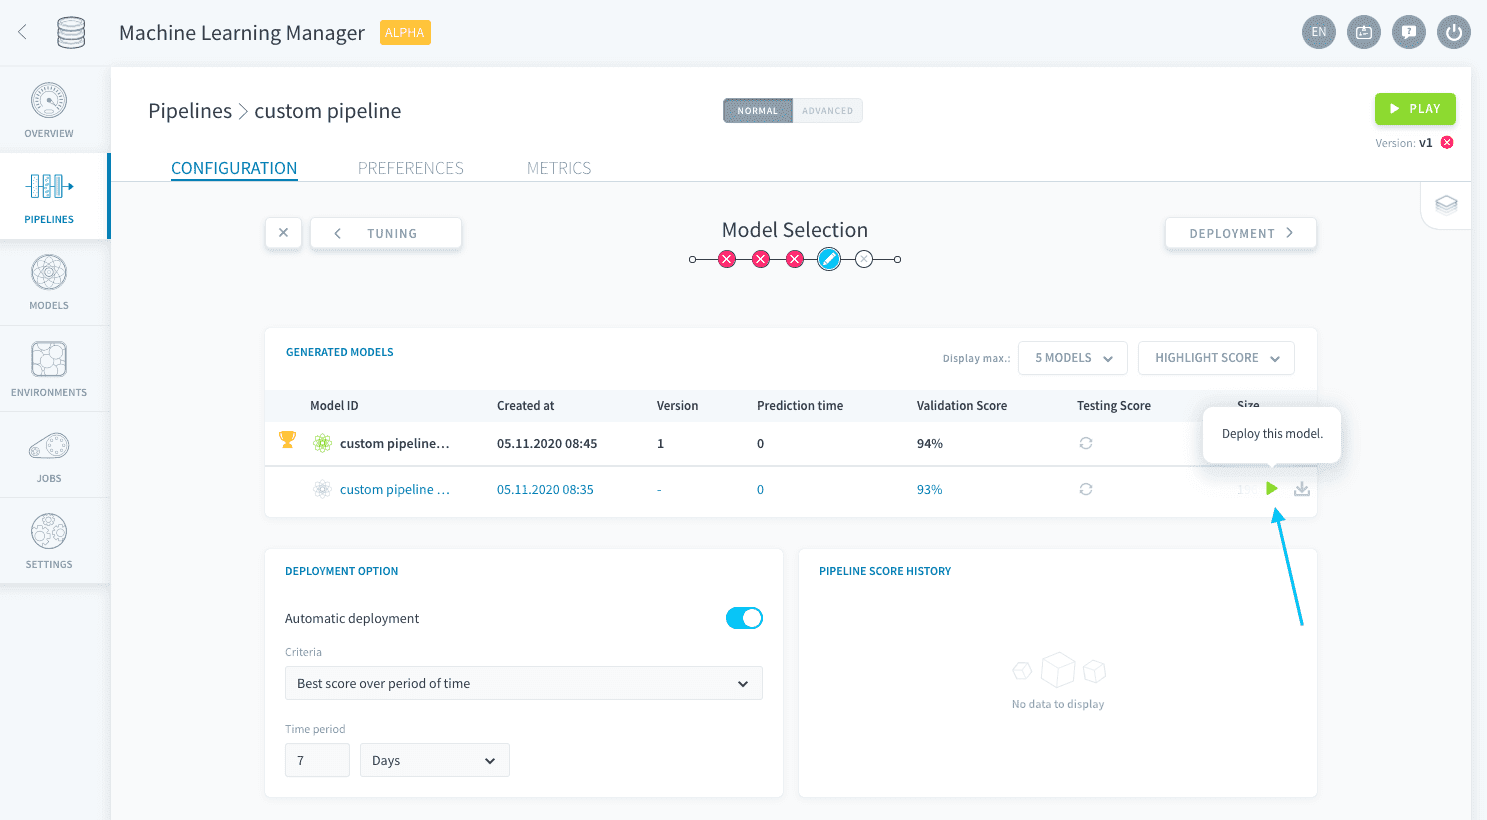 Machine Learning Manager ALPHA
EN
OVERVIEW
PIPELINES
MODELS
ENVIRONMENTS
JOBS
SETTINGS
Pipelines > custom pipeline
NORMAL ADVANCED
PLAY
Version: v1
CONFIGURATION PREFERENCES METRICS
TUNING
Model Selection
DEPLOYMENT
GENERATED MODELS
Display max.: 5 MODELS HIGHLIGHT SCORE
Model ID Created at Version Prediction time Validation Score Testing Score Size
custom pipeline... 05.11.2020 08:45 1 0 94%
Deploy this model.
custom pipeline ... 05.11.2020 08:35 - 0 93%
DEPLOYMENT OPTION
Automatic deployment
Criteria
Best score over period of time
Time period
7 Days
PIPELINE SCORE HISTORY
No data to display